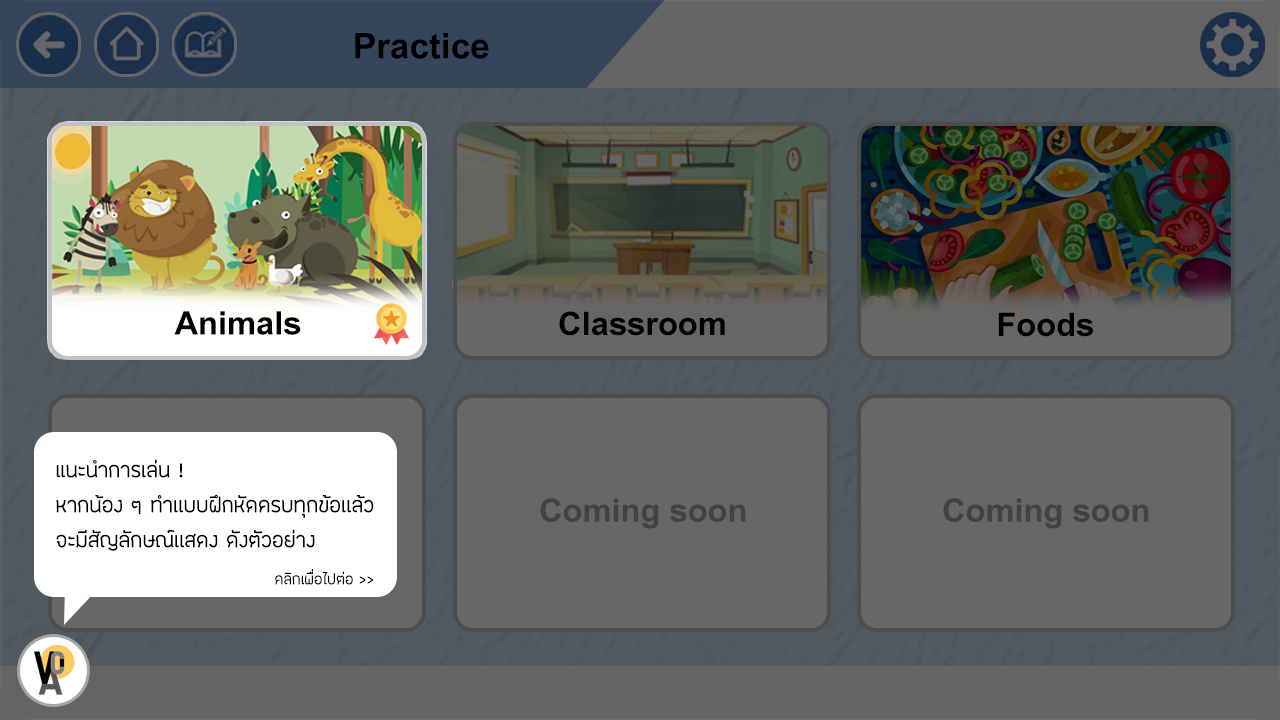 Practice
Animals
Classroom
Foods
แนะนำการเล่น !
หากน้อง ๆ ทำแบบฝึกหัดครบทุกข้อแล้ว
จะมีสัญลักษณ์แสดง ดังตัวอย่าง
คลิกเพื่อไปต่อ >>
Coming soon
Coming soon
VCA